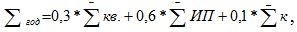 ∑ год = 0,3* ∑̄ кв. + 0,6* ∑̄ ИП + 0,1* ∑̄ к,